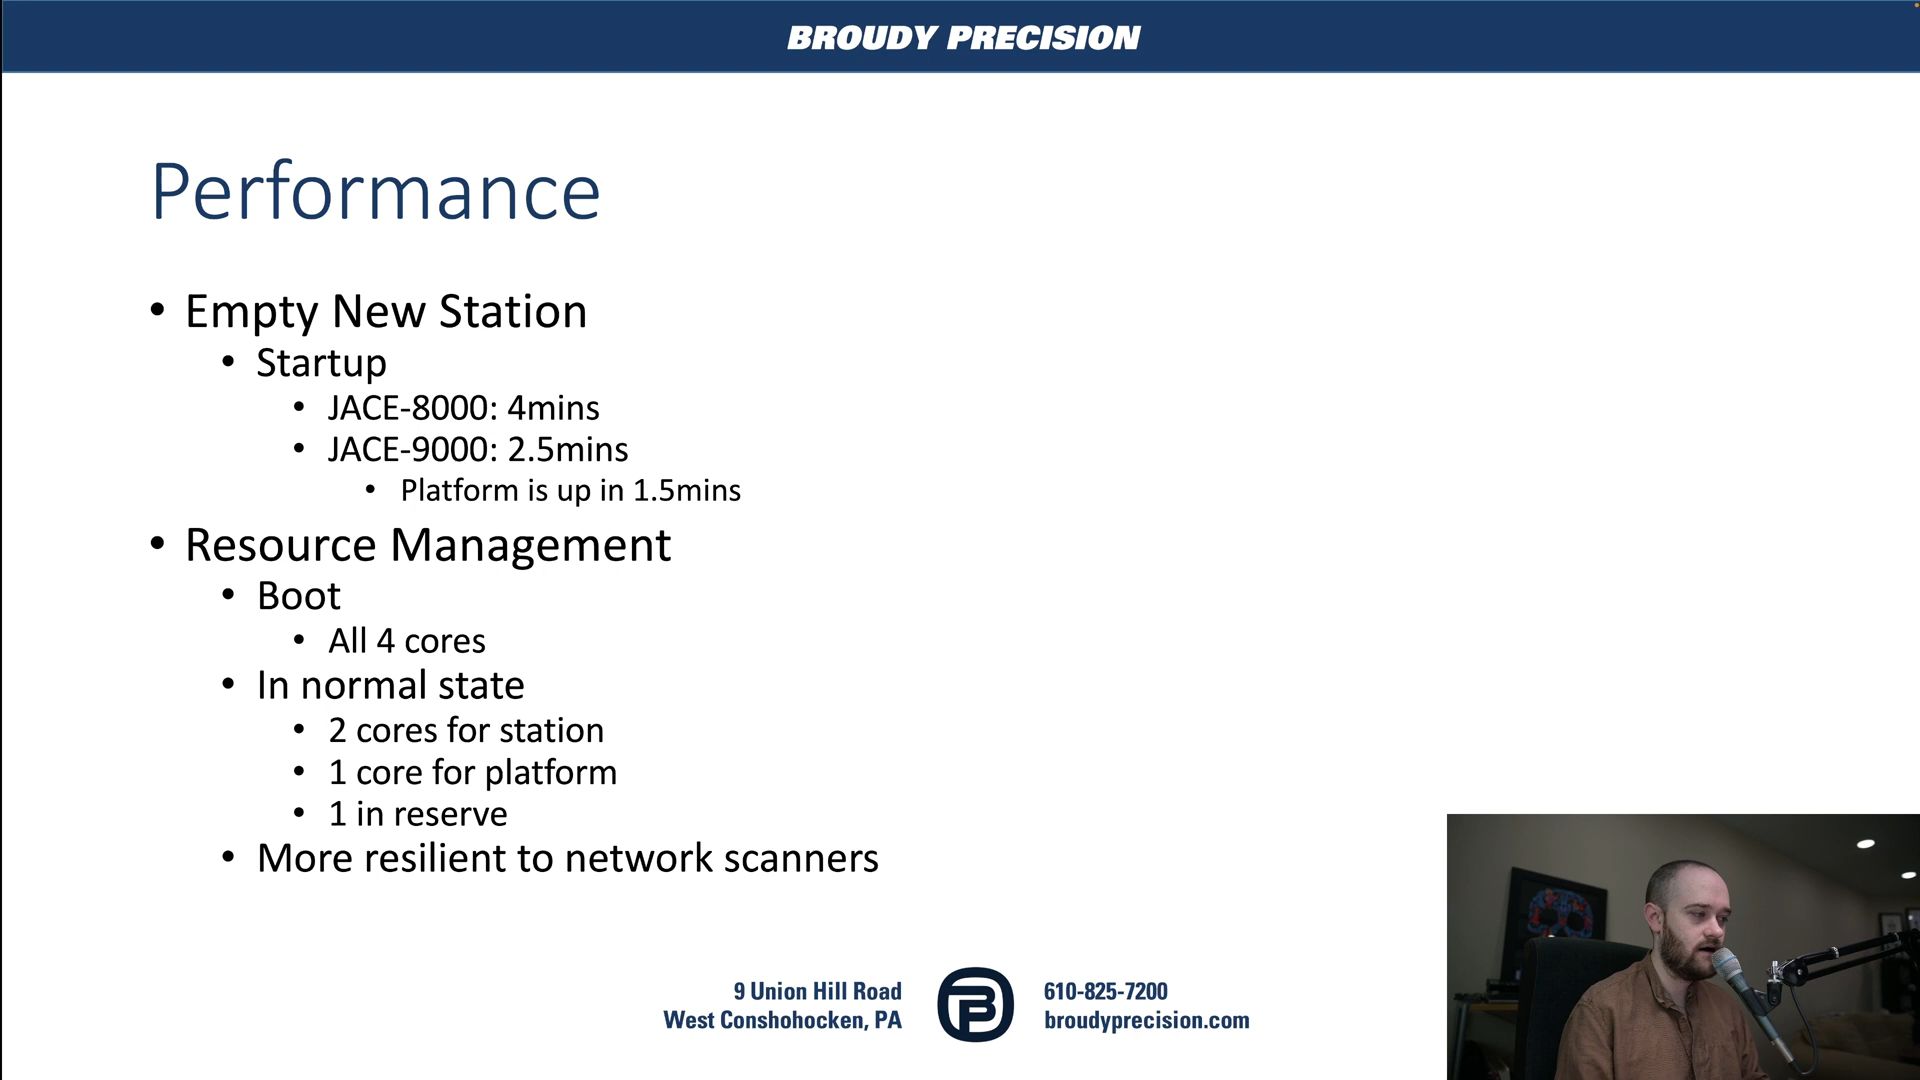 BROUDY PRECISION
Performance
• Empty New Station
• Startup
• JACE-8000: 4mins
• JACE-9000: 2.5mins
• Platform is up in 1.5mins
• Resource Management
• Boot
• All 4 cores
• In normal state
• 2 cores for station
• 1 core for platform
• 1 in reserve
• More resilient to network scanners
9 Union Hill Road
West Conshohocken, PA
610-825-7200
broudyprecision.com